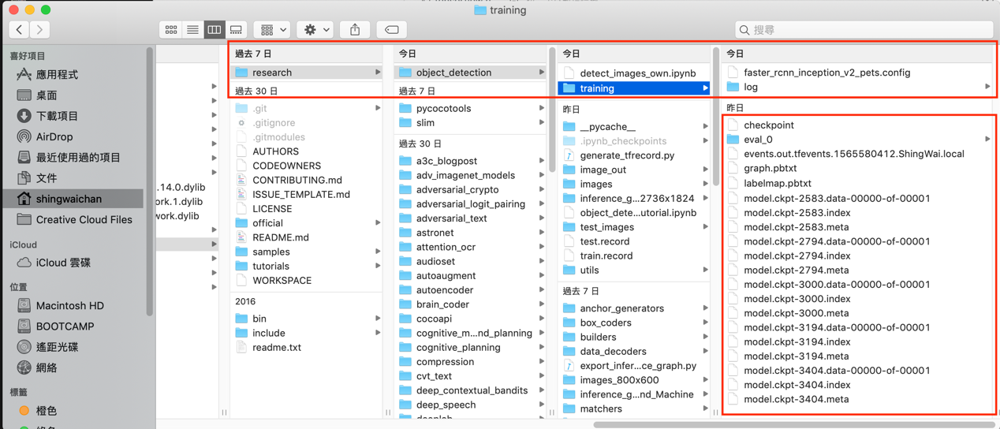 training
搜尋
喜好項目
應用程式
桌面
下載項目
AirDrop
最近使用過的項目
文件
shingwaichan
Creative Cloud Files
iCloud
iCloud 雲碟
位置
Macintosh HD
BOOTCAMP
遙距光碟
網絡
標籤
橙色
.14.0.dylib
ork.1.dylib
work.dylib
過去 7 日
research
過去 30 日
.git
.gitignore
.gitmodules
AUTHORS
CODEOWNERS
CONTRIBUTING.md
ISSUE_TEMPLATE.md
LICENSE
official
README.md
samples
tutorials
WORKSPACE
2016
bin
include
readme.txt
今日
object_detection
過去 7 日
pycocotools
slim
過去 30 日
a3c_blogpost
adv_imagenet_models
adversarial_crypto
adversarial_logit_pairing
adversarial_text
astronet
attention_ocr
audioset
autoaugment
autoencoder
brain_coder
cocoapi
cognitive_m...nd_planning
cognitive_planning
compression
cvt_text
deep_contextual_bandits
deep_speech
今日
detect_images_own.ipynb
training
昨日
__pycache__
.ipynb_checkpoints
generate_tfrecord.py
image_out
images
inference_g...2736x1824
object_dete...utorial.ipynb
test_images
test.record
train.record
utils
過去 7 日
anchor_generators
box_coders
builders
data_decoders
export_infer...ce_graph.py
images_800x600
inference_g...nd_Machine
matchers
今日
faster_rcnn_inception_v2_pets.config
log
昨日
checkpoint
eval_0
events.out.tfevents.1565580412.ShingWai.local
graph.pbtxt
labelmap.pbtxt
model.ckpt-2583.data-00000-of-00001
model.ckpt-2583.index
model.ckpt-2583.meta
model.ckpt-2794.data-00000-of-00001
model.ckpt-2794.index
model.ckpt-2794.meta
model.ckpt-3000.data-00000-of-00001
model.ckpt-3000.index
model.ckpt-3000.meta
model.ckpt-3194.data-00000-of-00001
model.ckpt-3194.index
model.ckpt-3194.meta
model.ckpt-3404.data-00000-of-00001
model.ckpt-3404.index
model.ckpt-3404.meta